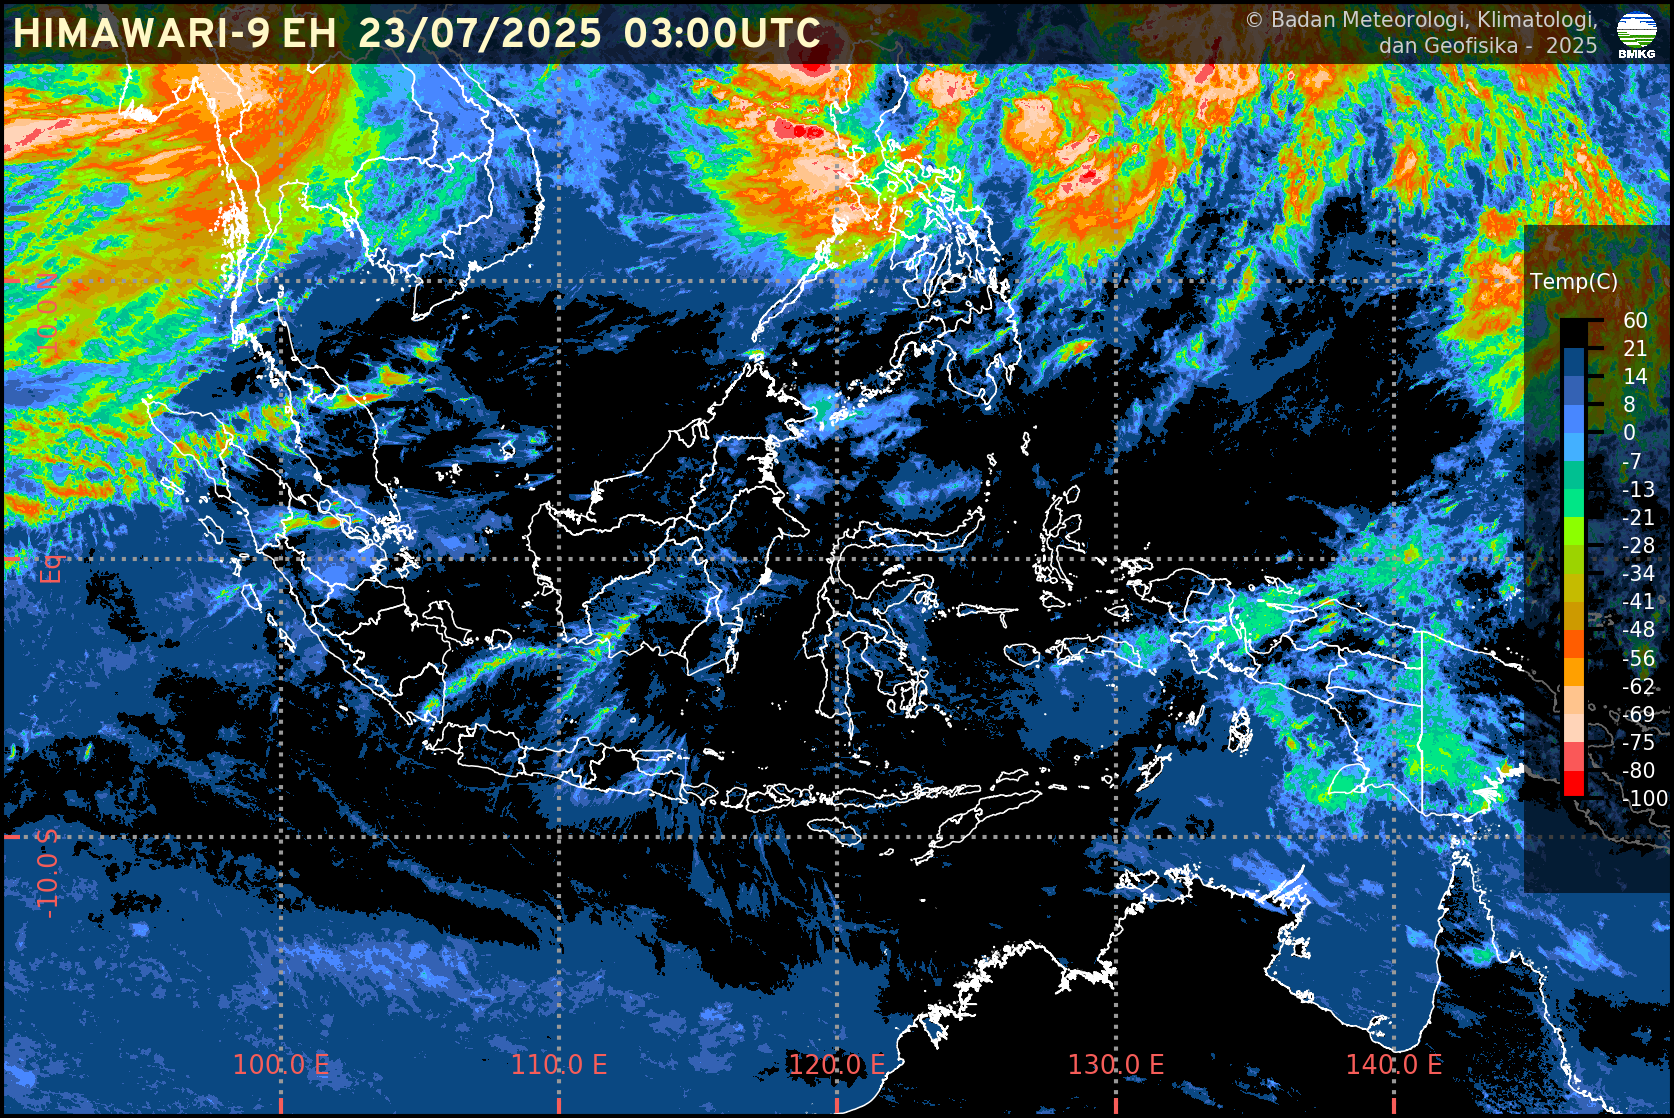 HIMAWARI-9 EH 23/07/2025 03:00UTC
© Badan Meteorologi, Klimatologi,
dan Geofisika - 2025
BMKG
10.0 N
Temp(C)
60
21
14
8
0
-7
-13
-21
-28
-34
-41
-48
-56
-62
-69
-75
-80
-100
Eq
-10.0 S
100.0 E
110.0 E
120.0 E
130.0 E
140.0 E